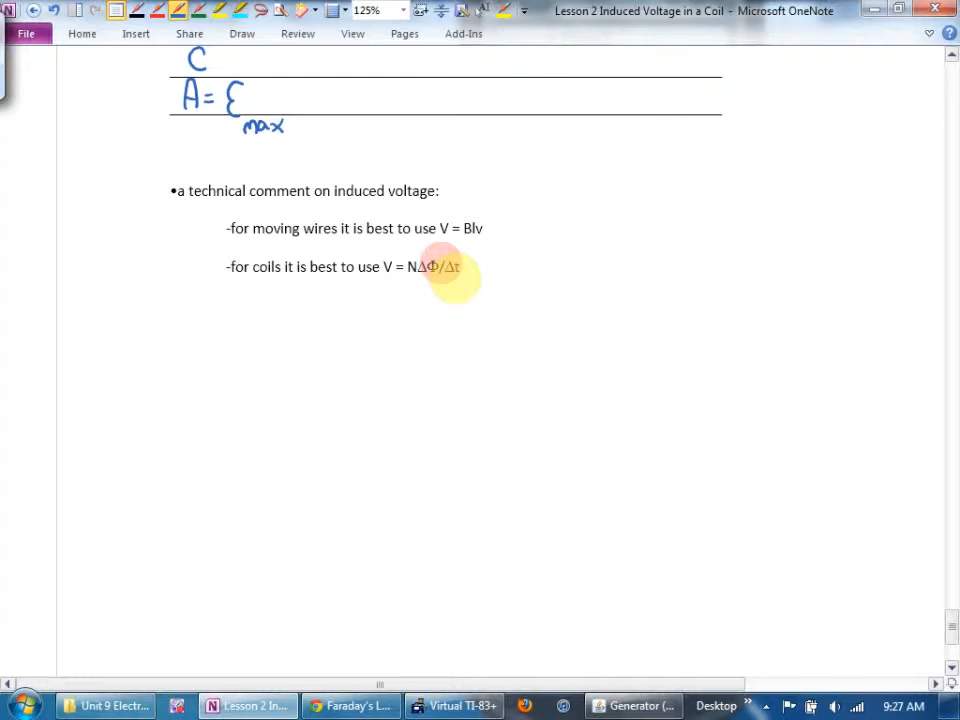 125%
Lesson 2 Induced Voltage in a Coil - Microsoft OneNote
File Home Insert Share Draw Review View Pages Add-Ins
C
A = ε
max
•a technical comment on induced voltage:
-for moving wires it is best to use V = Blv
-for coils it is best to use V = NΔΦ/Δt
Unit 9 Electr... Lesson 2 In... Faraday's L... Virtual TI-83+ Generator (... Desktop » 9:27 AM